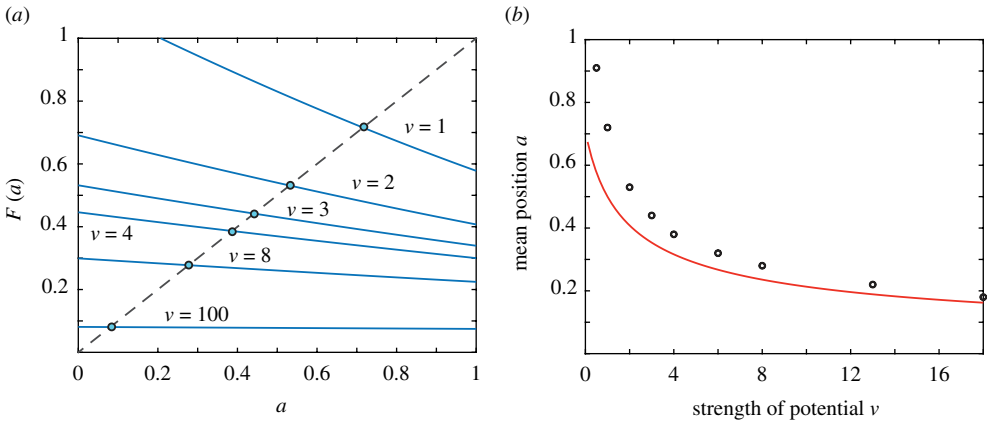 (a)
1
0.8
0.6
0.4
0.2
F (a)
v = 1
v = 2
v = 3
v = 4
v = 8
v = 100
0 0.2 0.4 0.6 0.8 1
a
(b)
1
0.8
0.6
0.4
0.2
mean position a
0 4 8 12 16
strength of potential v